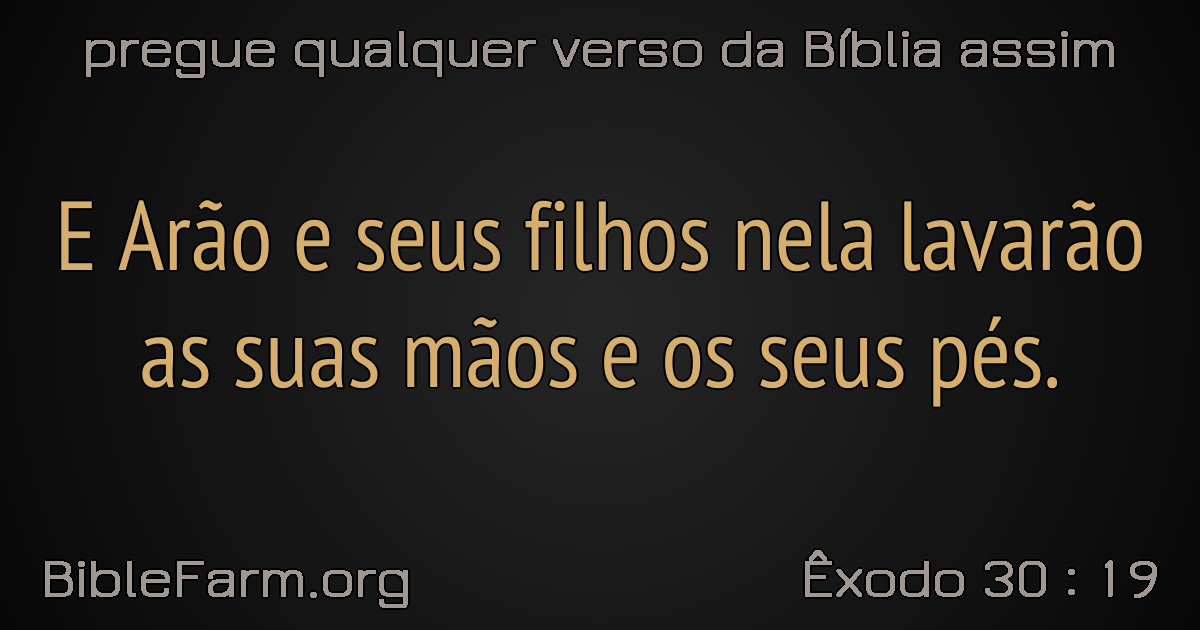 pregue qualquer verso da Bíblia assim
E Arão e seus filhos nela lavarão
as suas mãos e os seus pés.
BibleFarm.org
Êxodo 30 : 19